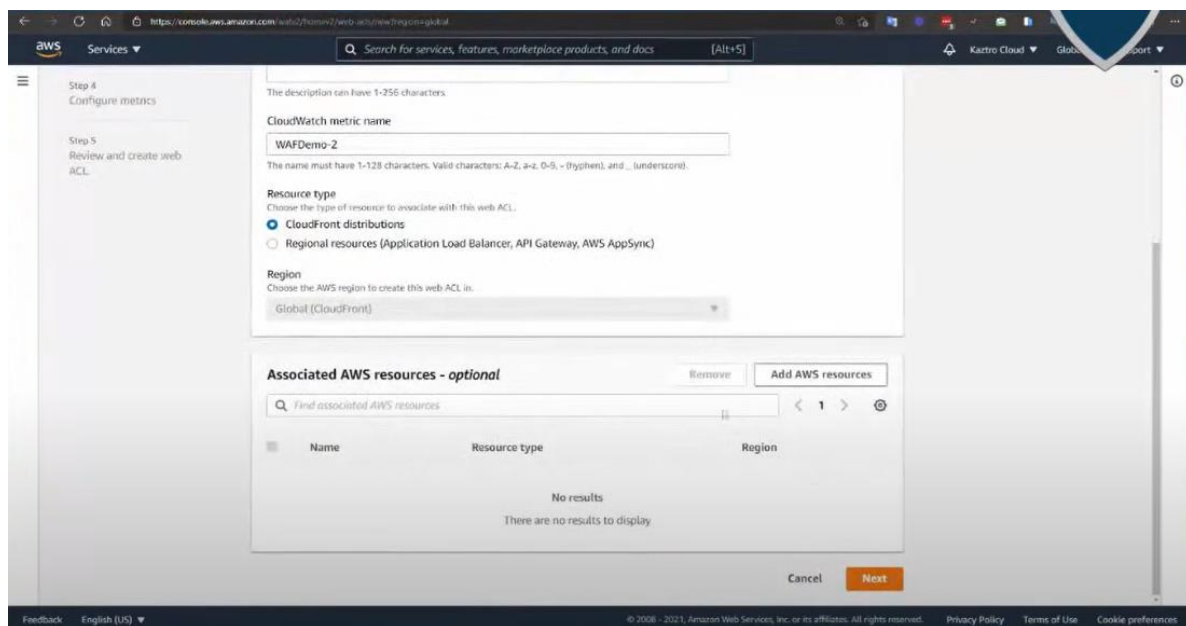 https://console.aws.amazon.com/wafv2/homev2/web-acls/new?region=global
aws Services ▼ Search for services, features, marketplace products, and docs [Alt+S] Kaztro Cloud ▼
Step 4
Configure metrics
Step 5
Review and create web
ACL
The description can have 1-256 characters.
CloudWatch metric name
WAFDemo-2
The name must have 1-128 characters. Valid characters: A-Z, a-z, 0-9, - (hyphen), and _ (underscore).
Resource type
Choose the type of resource to associate with this web ACL.
CloudFront distributions
Regional resources (Application Load Balancer, API Gateway, AWS AppSync)
Region
Choose the AWS region to create this web ACL in.
Global (CloudFront)
Associated AWS resources - optional
Remove
Add AWS resources
Find associated AWS resources
1
Name Resource type Region
No results
There are no results to display
Cancel Next
Feedback English (US) ▼ © 2008 - 2021, Amazon Web Services, Inc. or its affiliates. All rights reserved. Privacy Policy Terms of Use Cookie preferences